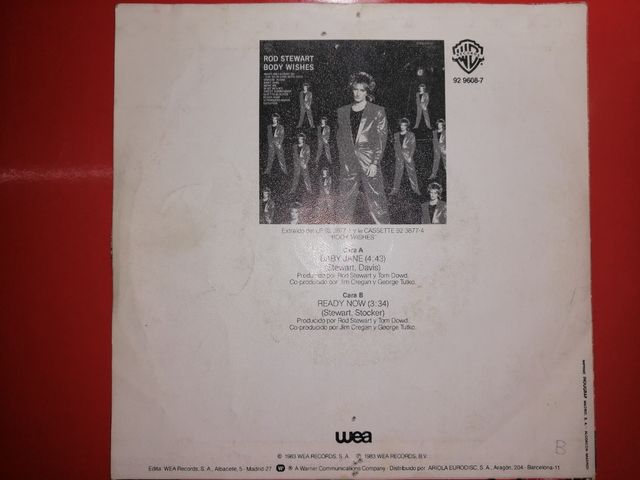 ROD STEWART
BODY WISHES
92 9608-7
Extraído del LP 92 3877-1 y la CASSETTE 92 3877-4
"BODY WISHES"
Cara A
BABY JANE (4:43)
(Stewart, Davis)
Producido por Rod Stewart y Tom Dowd.
Co-producido por Jim Cregan y George Tutko.
Cara B
READY NOW (3:34)
(Stewart, Stocker)
Producido por Rod Stewart y Tom Dowd.
Co-producido por Jim Cregan y George Tutko.
wea
© 1983 WEA RECORDS, S.A. ℗ 1983 WEA RECORDS, B.V.
Edita: WEA Records, S.A., Albacete, 5 - Madrid-27 ® A Warner Communications Company · Distribuido por: ARIOLA EURODISC, S.A., Aragón, 204 - Barcelona-11
B